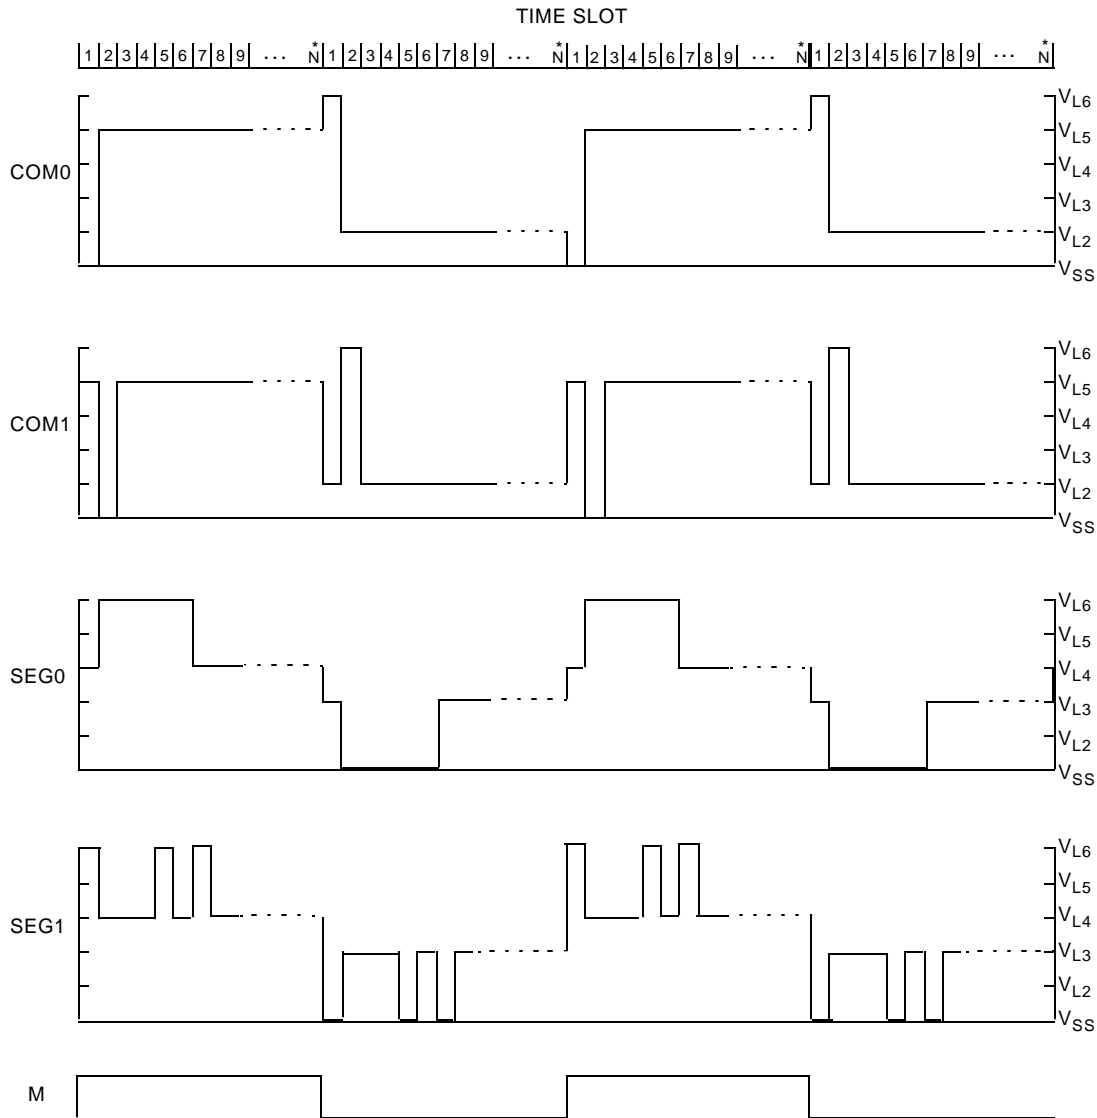 TIME SLOT
1 2 3 4 5 6 7 8 9 ... N* 1 2 3 4 5 6 7 8 9 ... N* 1 2 3 4 5 6 7 8 9 ... N* 1 2 3 4 5 6 7 8 9 ... N*
COM0
VL6
VL5
VL4
VL3
VL2
VSS
COM1
VL6
VL5
VL4
VL3
VL2
VSS
SEG0
VL6
VL5
VL4
VL3
VL2
VSS
SEG1
VL6
VL5
VL4
VL3
VL2
VSS
M